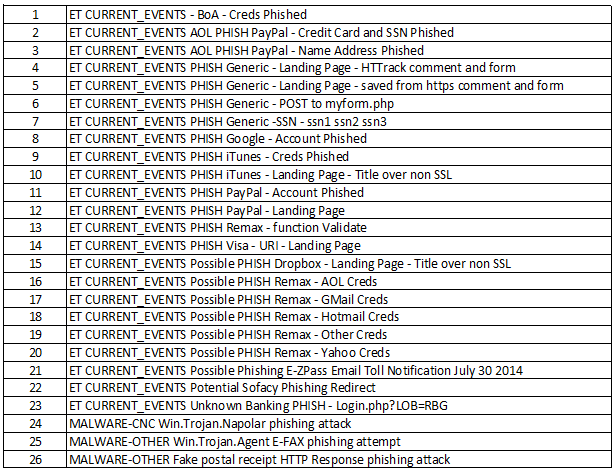 1 ET CURRENT_EVENTS - BoA - Creds Phished
2 ET CURRENT_EVENTS AOL PHISH PayPal - Credit Card and SSN Phished
3 ET CURRENT_EVENTS AOL PHISH PayPal - Name Address Phished
4 ET CURRENT_EVENTS PHISH Generic - Landing Page - HTTrack comment and form
5 ET CURRENT_EVENTS PHISH Generic - Landing Page - saved from https comment and form
6 ET CURRENT_EVENTS PHISH Generic - POST to myform.php
7 ET CURRENT_EVENTS PHISH Generic -SSN - ssn1 ssn2 ssn3
8 ET CURRENT_EVENTS PHISH Google - Account Phished
9 ET CURRENT_EVENTS PHISH iTunes - Creds Phished
10 ET CURRENT_EVENTS PHISH iTunes - Landing Page - Title over non SSL
11 ET CURRENT_EVENTS PHISH PayPal - Account Phished
12 ET CURRENT_EVENTS PHISH PayPal - Landing Page
13 ET CURRENT_EVENTS PHISH Remax - function Validate
14 ET CURRENT_EVENTS PHISH Visa - URI - Landing Page
15 ET CURRENT_EVENTS Possible PHISH Dropbox - Landing Page - Title over non SSL
16 ET CURRENT_EVENTS Possible PHISH Remax - AOL Creds
17 ET CURRENT_EVENTS Possible PHISH Remax - GMail Creds
18 ET CURRENT_EVENTS Possible PHISH Remax - Hotmail Creds
19 ET CURRENT_EVENTS Possible PHISH Remax - Other Creds
20 ET CURRENT_EVENTS Possible PHISH Remax - Yahoo Creds
21 ET CURRENT_EVENTS Possible Phishing E-ZPass Email Toll Notification July 30 2014
22 ET CURRENT_EVENTS Potential Sofacy Phishing Redirect
23 ET CURRENT_EVENTS Unknown Banking PHISH - Login.php?LOB=RBG
24 MALWARE-CNC Win.Trojan.Napolar phishing attack
25 MALWARE-OTHER Win.Trojan.Agent E-FAX phishing attempt
26 MALWARE-OTHER Fake postal receipt HTTP Response phishing attack